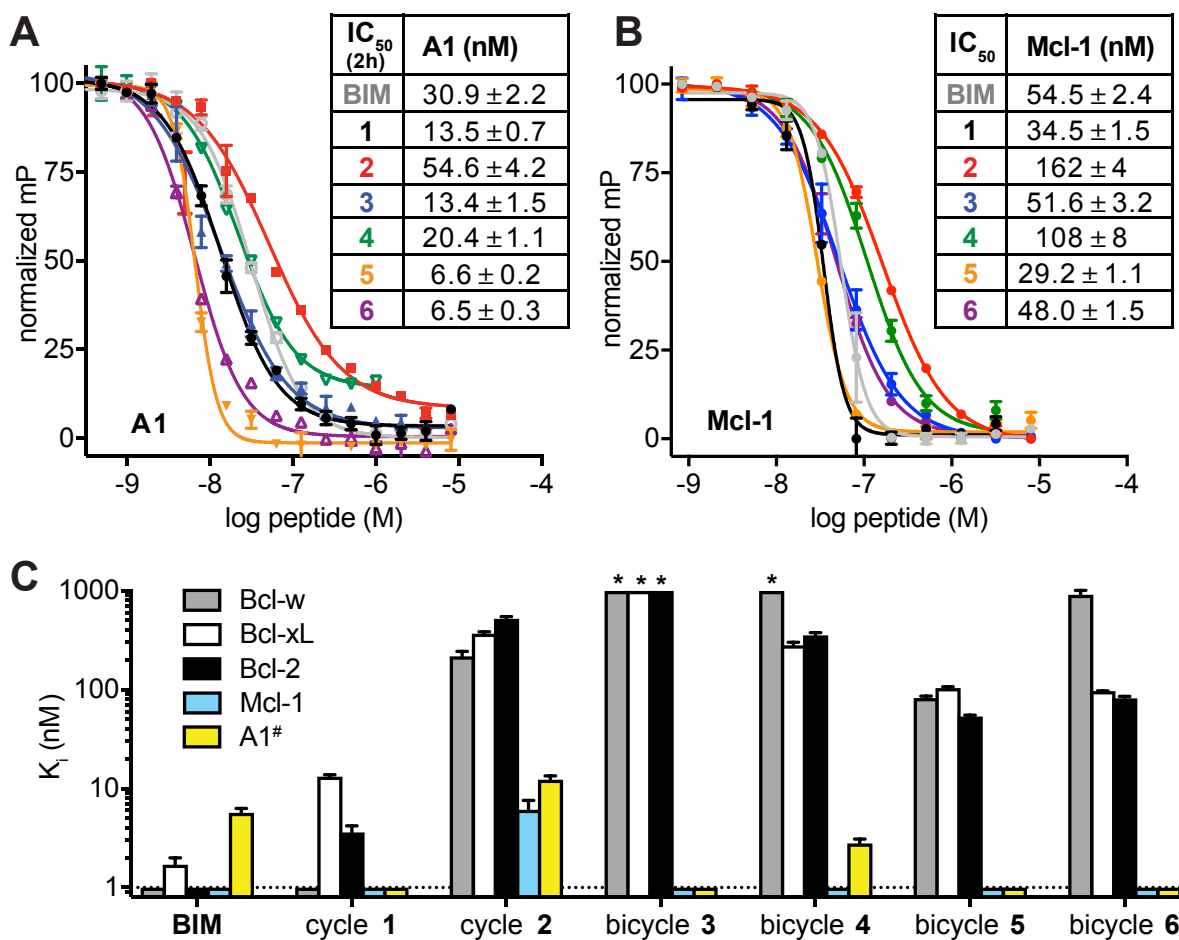 A
IC50 (2h) A1 (nM)
BIM 30.9 ± 2.2
1 13.5 ± 0.7
2 54.6 ± 4.2
3 13.4 ± 1.5
4 20.4 ± 1.1
5 6.6 ± 0.2
6 6.5 ± 0.3
normalized mP
100
75
50
25
0
A1
-9 -8 -7 -6 -5 -4
log peptide (M)
B
IC50 Mcl-1 (nM)
BIM 54.5 ± 2.4
1 34.5 ± 1.5
2 162 ± 4
3 51.6 ± 3.2
4 108 ± 8
5 29.2 ± 1.1
6 48.0 ± 1.5
normalized mP
100
75
50
25
0
Mcl-1
-9 -8 -7 -6 -5 -4
log peptide (M)
C
Ki (nM)
1000
100
10
1
Bcl-w
Bcl-xL
Bcl-2
Mcl-1
A1#
* * * *
BIM cycle 1 cycle 2 bicycle 3 bicycle 4 bicycle 5 bicycle 6